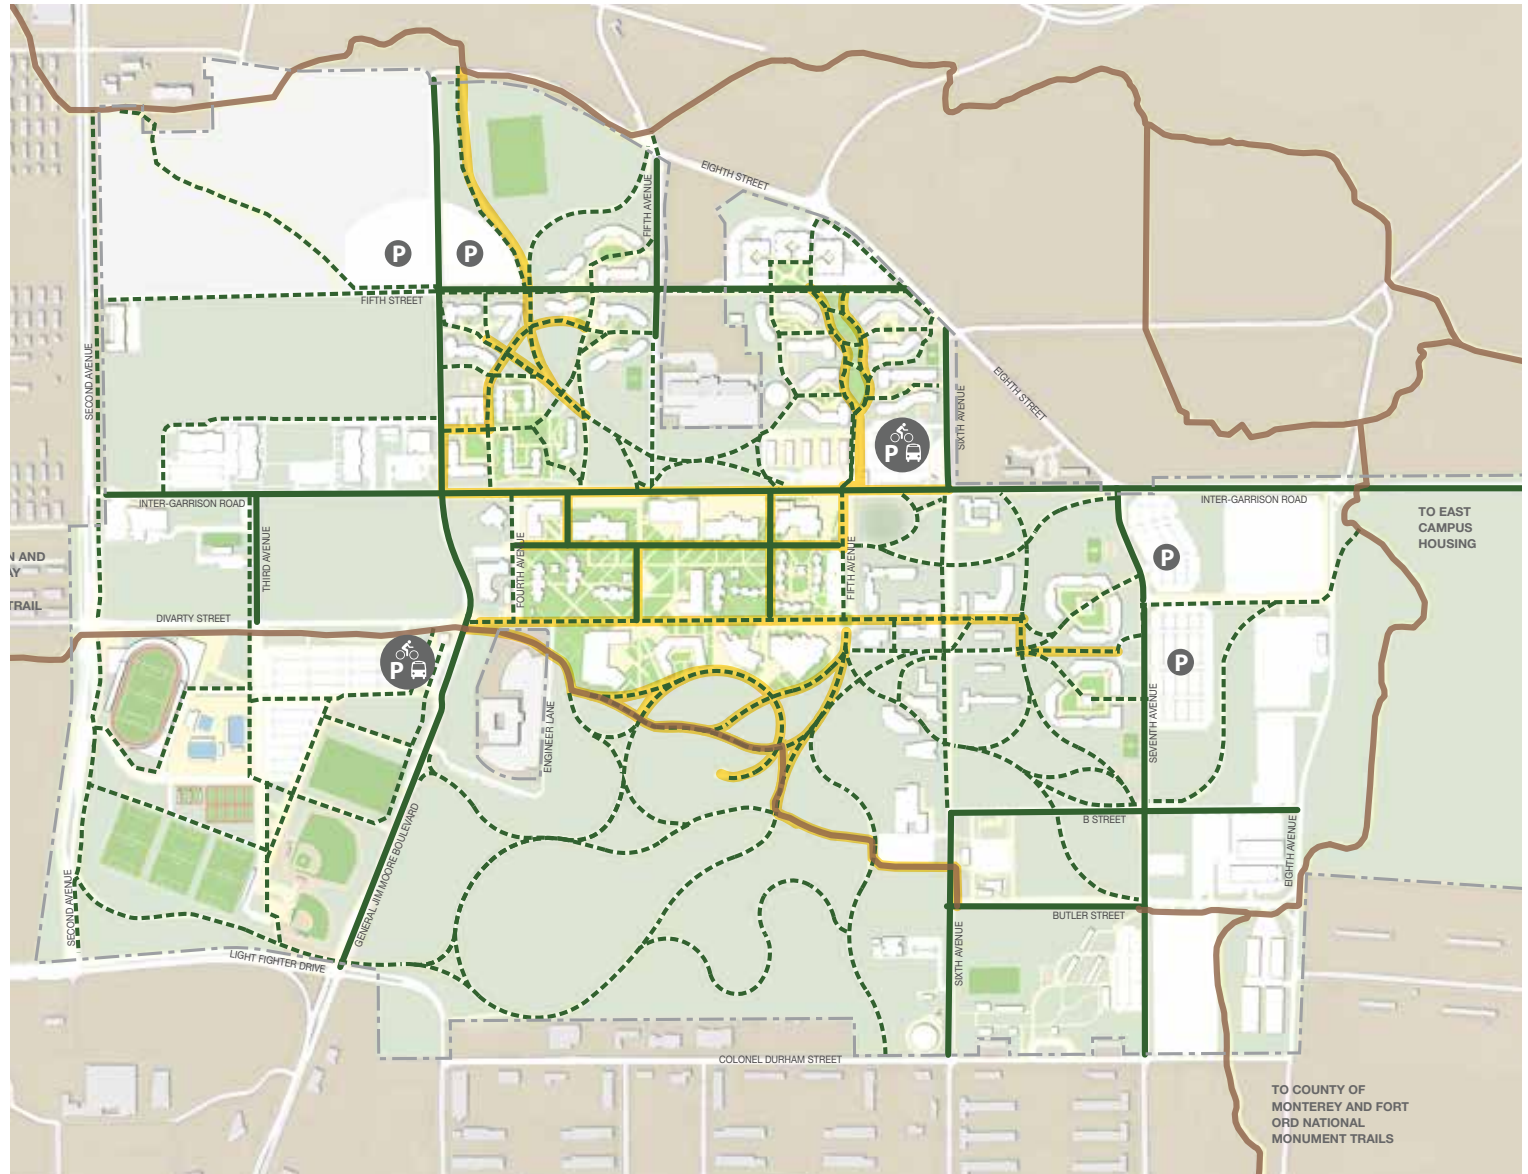 EIGHTH STREET
FIFTH AVENUE
P
P
FIFTH STREET
SECOND AVENUE
EIGHTH STREET
SIXTH AVENUE
P
INTER-GARRISON ROAD
INTER-GARRISON ROAD
TO EAST
CAMPUS
HOUSING
N AND
AY
TRAIL
THIRD AVENUE
FOURTH AVENUE
FIFTH AVENUE
P
DIVARTY STREET
P
P
SEVENTH AVENUE
ENGINEER LANE
GENERAL JIM MOORE BOULEVARD
B STREET
EIGHTH AVENUE
SECOND AVENUE
BUTLER STREET
SIXTH AVENUE
LIGHT FIGHTER DRIVE
COLONEL DURHAM STREET
TO COUNTY OF
MONTEREY AND FORT
ORD NATIONAL
MONUMENT TRAILS